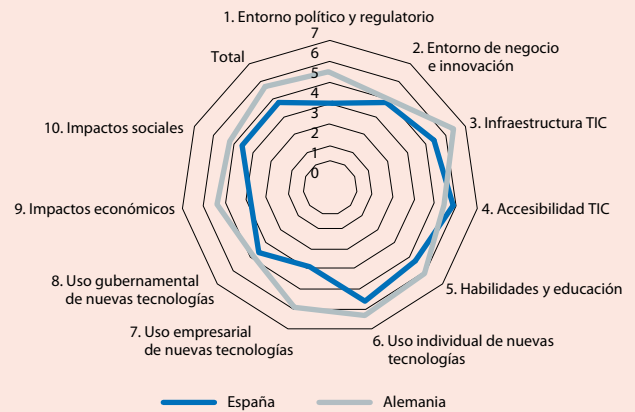 1. Entorno político y regulatorio
7
6
5
4
3
2
1
0
2. Entorno de negocio
e innovación
3. Infraestructura TIC
4. Accesibilidad TIC
5. Habilidades y educación
6. Uso individual de nuevas
tecnologías
7. Uso empresarial
de nuevas tecnologías
8. Uso gubernamental
de nuevas tecnologías
9. Impactos económicos
10. Impactos sociales
Total
España
Alemania